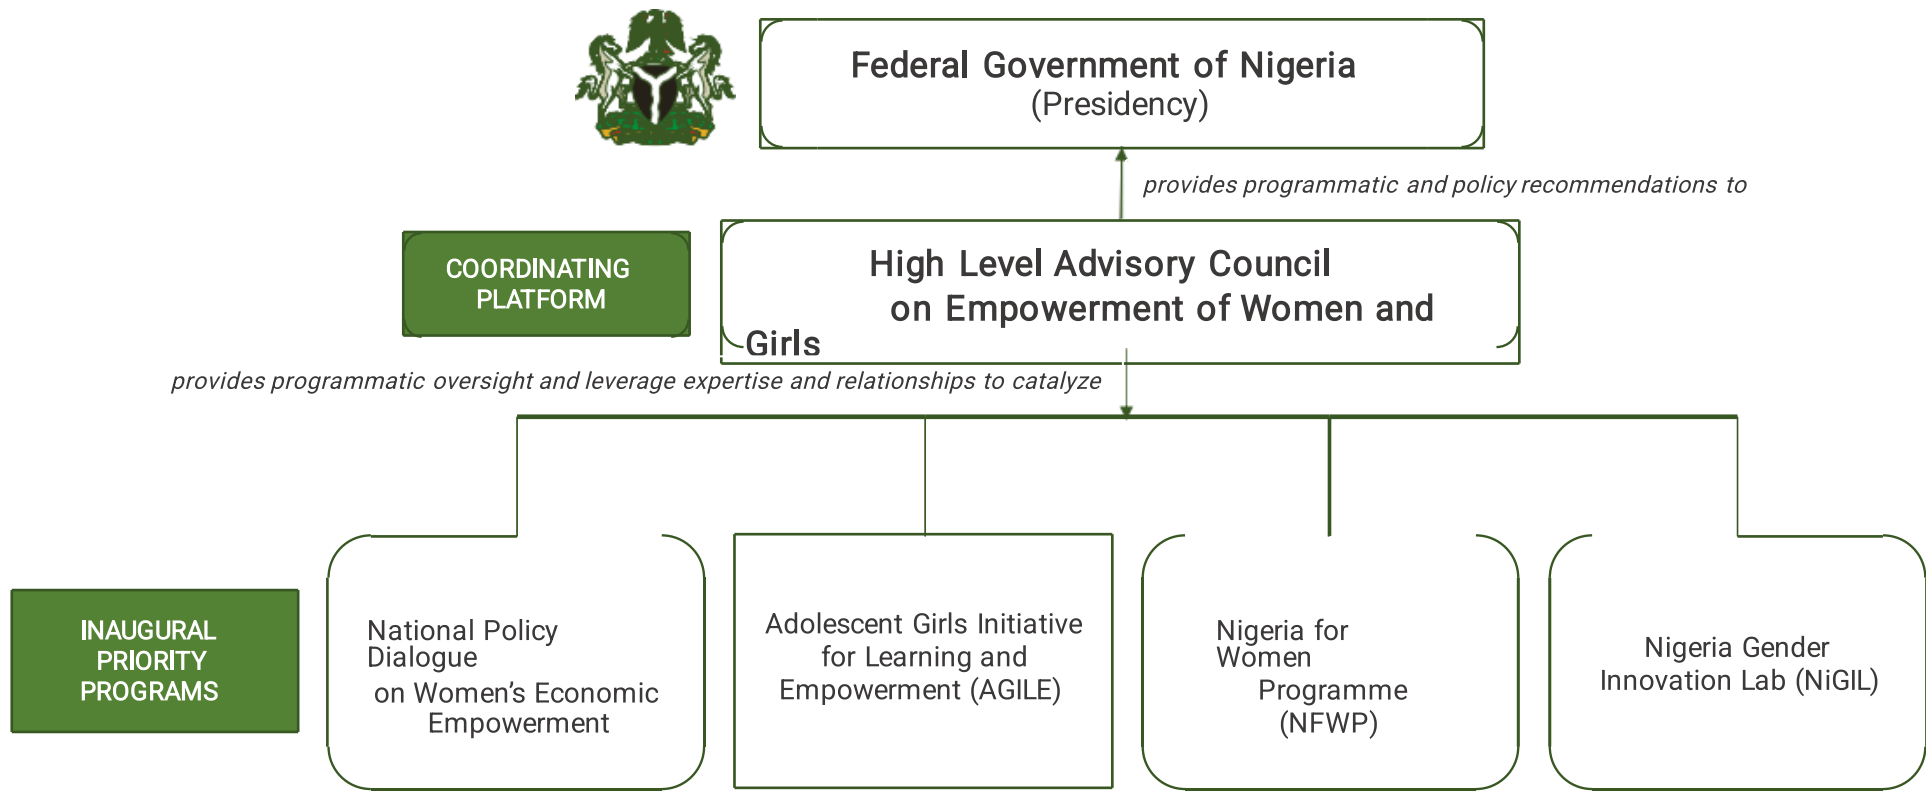 Federal Government of Nigeria
(Presidency)
provides programmatic and policy recommendations to
COORDINATING
PLATFORM
High Level Advisory Council
on Empowerment of Women and
Girls
provides programmatic oversight and leverage expertise and relationships to catalyze
INAUGURAL
PRIORITY
PROGRAMS
National Policy
Dialogue
on Women’s Economic
Empowerment
Adolescent Girls Initiative
for Learning and
Empowerment (AGILE)
Nigeria for
Women
Programme
(NFWP)
Nigeria Gender
Innovation Lab (NiGIL)